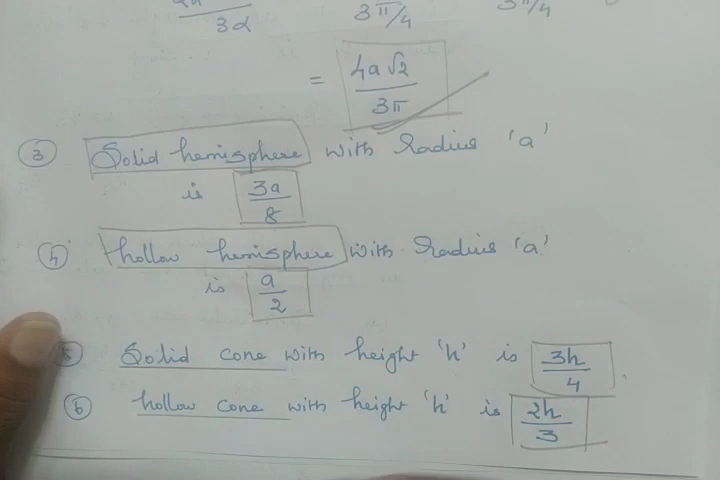 3α 3π/4 3π/4
= 4a√2 / 3π
③ Solid hemisphere with Radius 'a'
is 3a/8
④ hollow hemisphere with Radius 'a'
is a/2
⑤ Solid cone with height 'h' is 3h/4
⑥ hollow cone with height 'h' is 2h/3